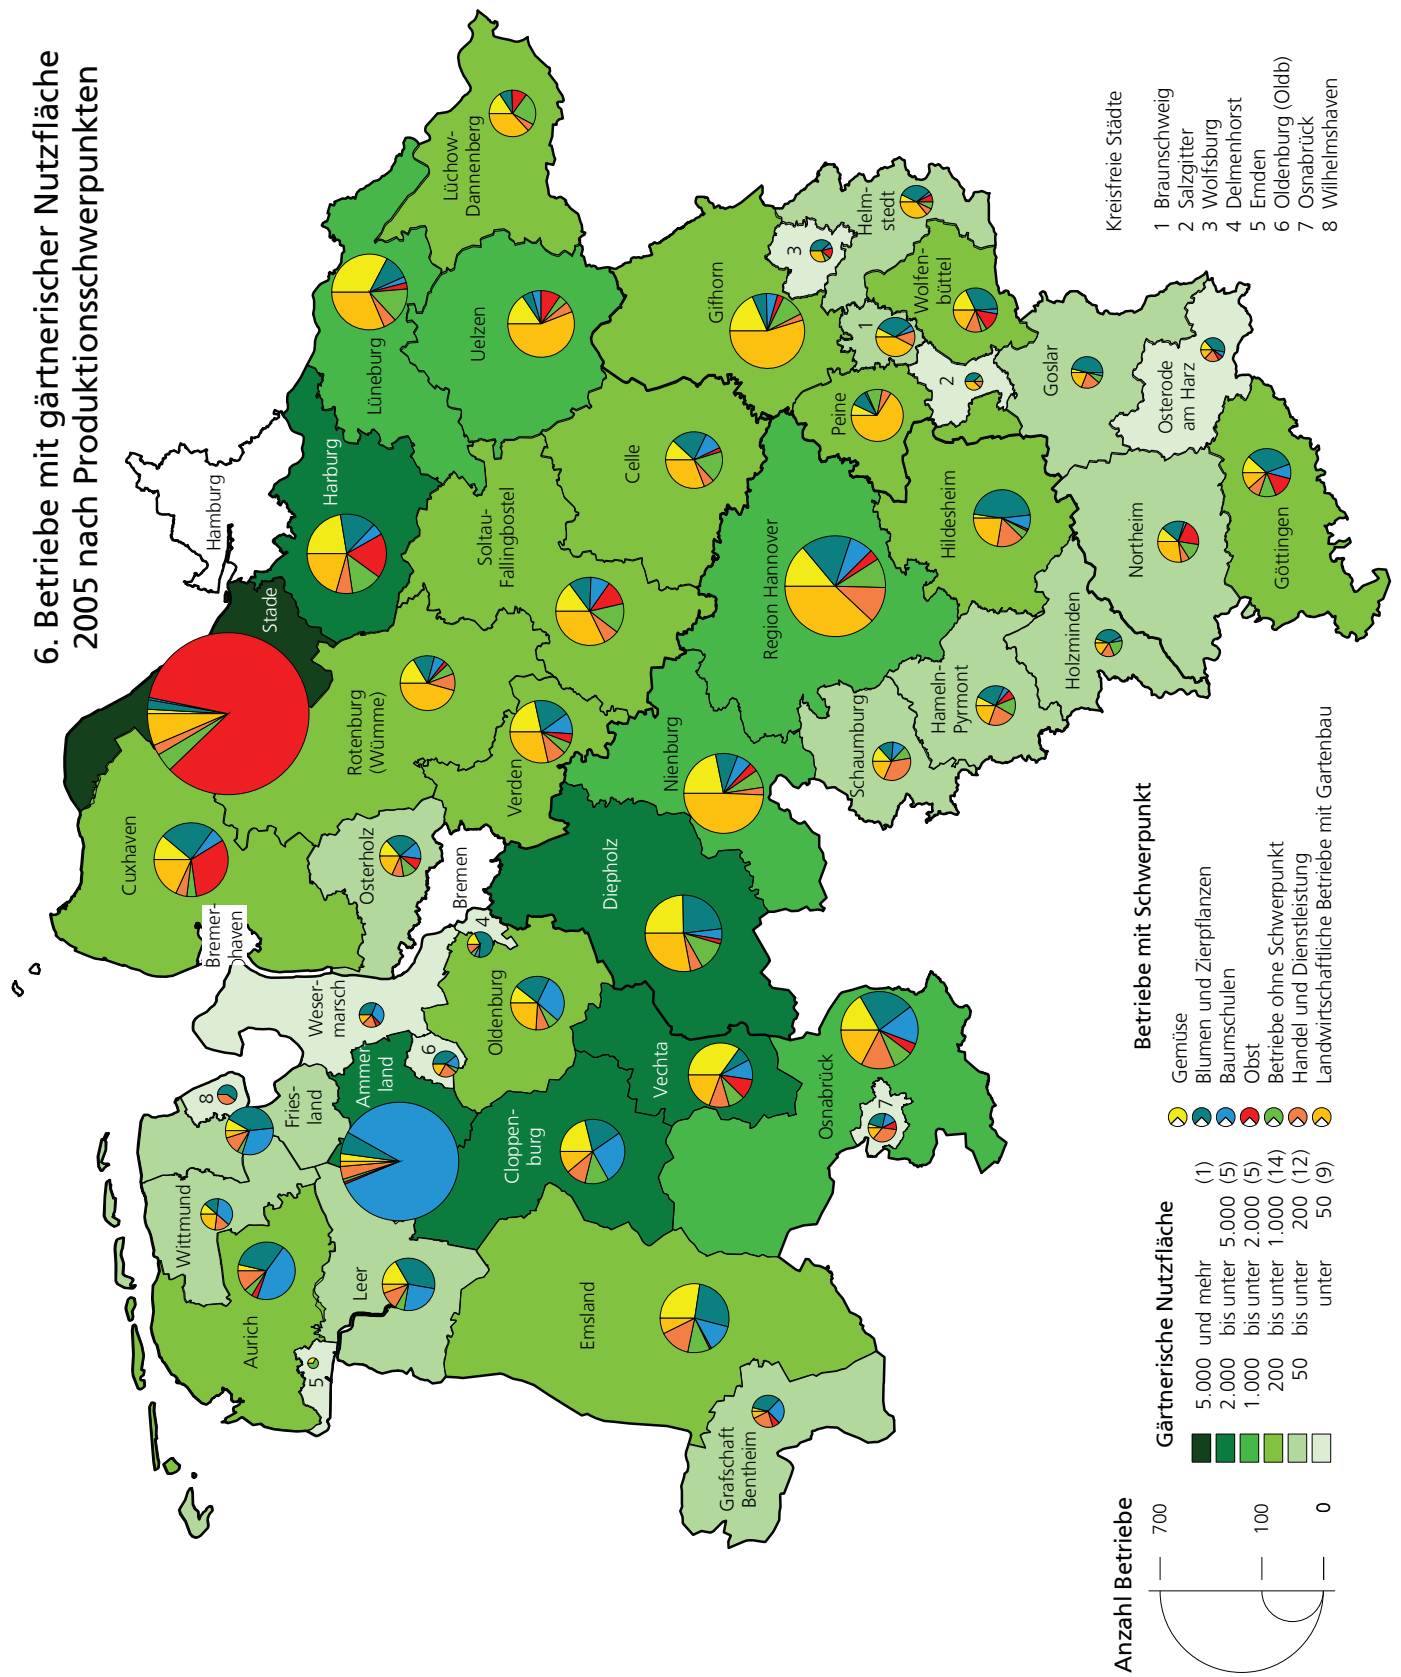 6. Betriebe mit gärtnerischer Nutzfläche
2005 nach Produktionsschwerpunkten
Wittmund
Aurich
5
8
Fries-
land
Leer
Ammer
land
Weser-
marsch
6
Bremer-
haven
Cuxhaven
Osterholz
Bremen
4
Oldenburg
Cloppen-
burg
Emsland
Grafschaft
Bentheim
Vechta
Osnabrück
7
Diepholz
Stade
Hamburg
Harburg
Rotenburg
(Wümme)
Verden
Nienburg
Soltau-
Fallingbostel
Lüneburg
Lüchow-
Dannenberg
Uelzen
Celle
Gifhorn
Region Hannover
Schaumburg
Hameln-
Pyrmont
Holzminden
Hildesheim
Peine
1
2
3
Helm-
stedt
Wolfen-
büttel
Goslar
Osterode
am Harz
Northeim
Göttingen
Kreisfreie Städte
1 Braunschweig
2 Salzgitter
3 Wolfsburg
4 Delmenhorst
5 Emden
6 Oldenburg (Oldb)
7 Osnabrück
8 Wilhelmshaven
Anzahl Betriebe
700
100
0
Gärtnerische Nutzfläche
5.000 und mehr (1)
2.000 bis unter 5.000 (5)
1.000 bis unter 2.000 (5)
200 bis unter 1.000 (14)
50 bis unter 200 (12)
unter 50 (9)
Betriebe mit Schwerpunkt
Gemüse
Blumen und Zierpflanzen
Baumschulen
Obst
Betriebe ohne Schwerpunkt
Handel und Dienstleistung
Landwirtschaftliche Betriebe mit Gartenbau